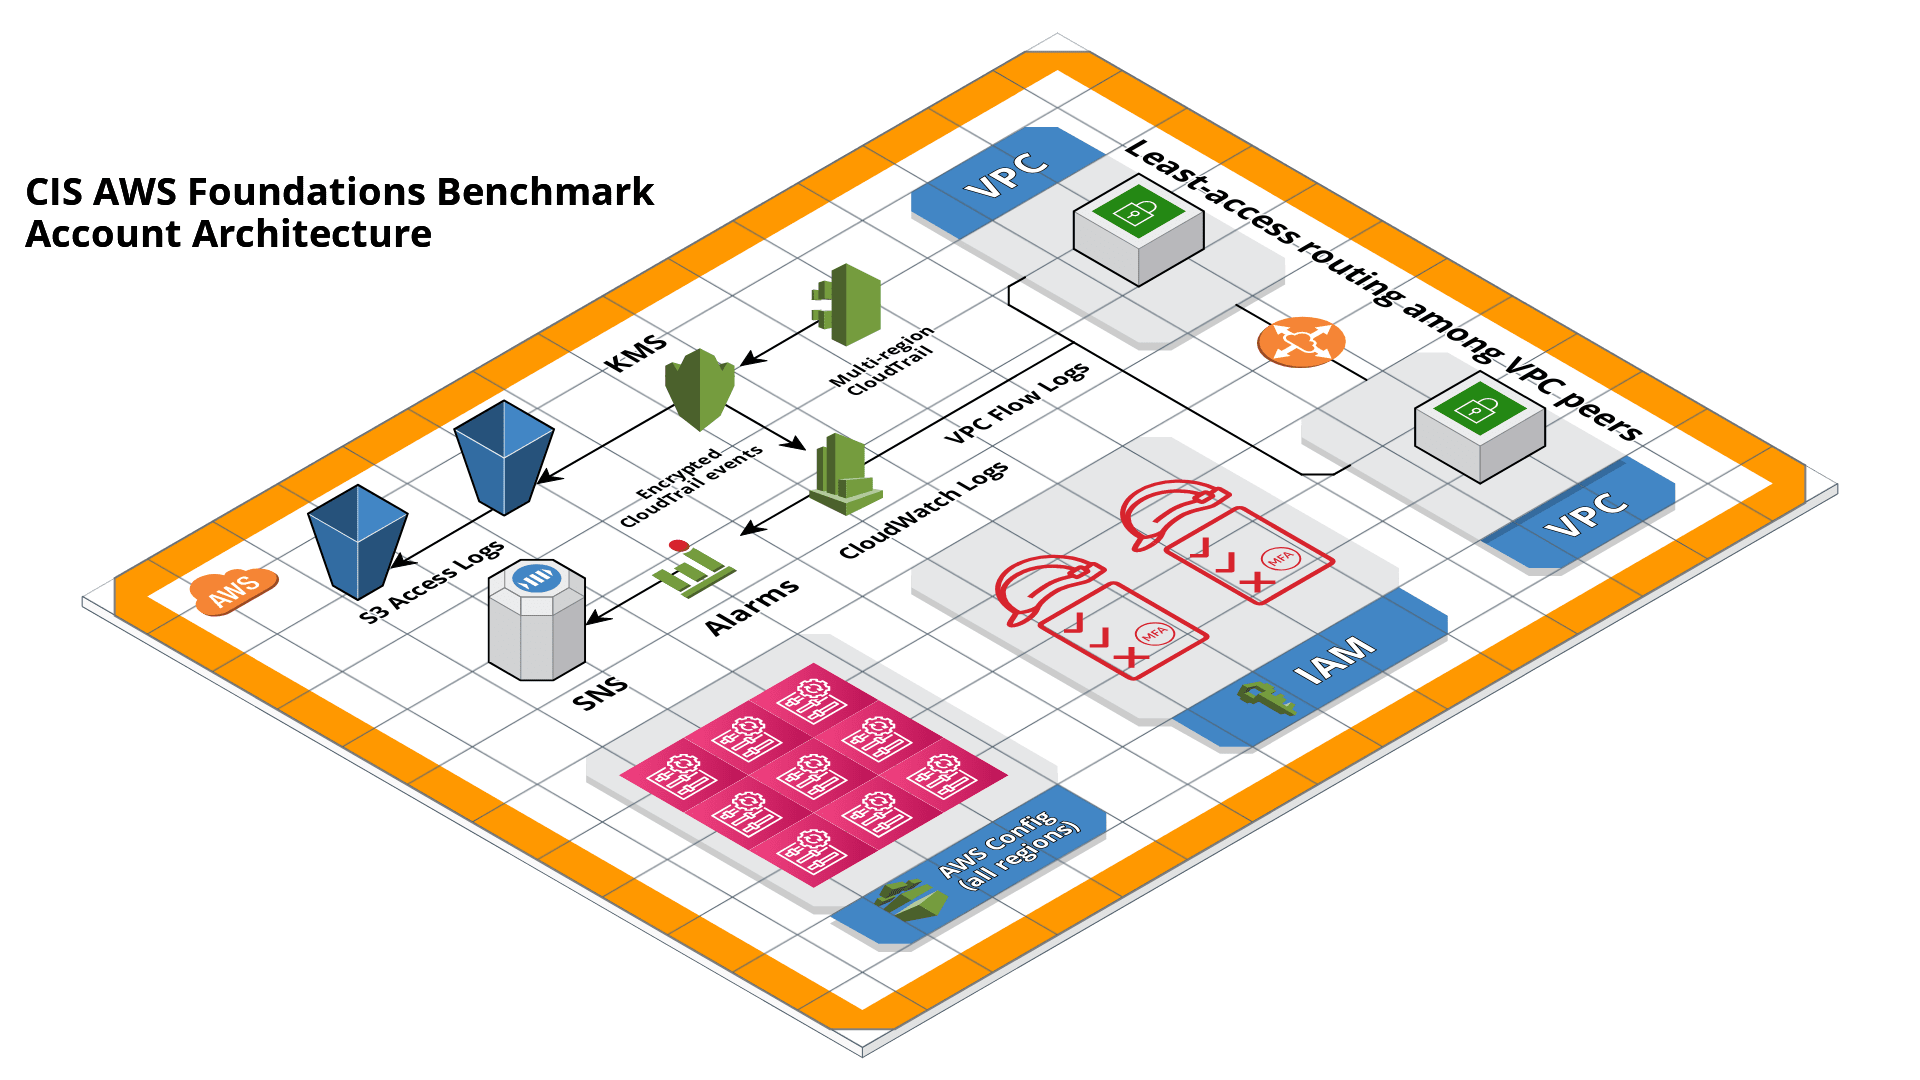 CIS AWS Foundations Benchmark
Account Architecture
VPC
Least-access routing among VPC peers
KMS
Multi-region
CloudTrail
VPC Flow Logs
Encrypted
CloudTrail events
CloudWatch Logs
AWS
S3 Access Logs
Alarms
SNS
MFA
MFA
VPC
IAM
AWS Config
(all regions)